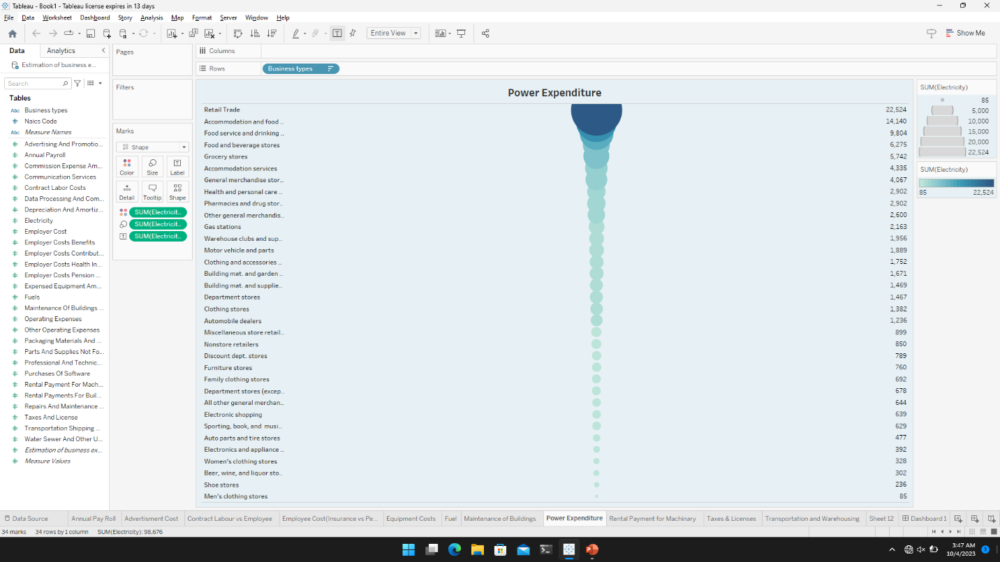 Tableau - Book1 - Tableau license expires in 13 days
File Data Worksheet Dashboard Story Analysis Map Format Server Window Help
Entire View
Show Me
Data Analytics
Estimation of business e...
Search
Tables
Abc Business types
# Naics Code
Abc Measure Names
# Advertising And Promotio...
# Annual Payroll
# Commission Expense Am...
# Communication Services
# Contract Labor Costs
# Data Processing And Com...
# Depreciation And Amortiz...
# Electricity
# Employer Cost
# Employer Costs Benefits
# Employer Costs Contribut...
# Employer Costs Health In...
# Employer Costs Pension ...
# Expensed Equipment Am...
# Fuels
# Maintenance Of Buildings ...
# Operating Expenses
# Other Operating Expenses
# Packaging Materials And ...
# Parts And Supplies Not Fo...
# Professional And Technic...
# Purchases Of Software
# Rental Payment For Mach...
# Rental Payments For Buil...
# Repairs And Maintenance ...
# Taxes And License
# Transportation Shipping ...
# Water Sewer And Other U...
# Estimation of business ex...
# Measure Values
Pages
Filters
Marks
Shape
Color Size Label
Detail Tooltip Shape
SUM(Electricit..
SUM(Electricit..
SUM(Electricit..
Columns
Rows Business types
Power Expenditure
Retail Trade 22,524
Accommodation and food .. 14,140
Food service and drinking .. 9,804
Food and beverage stores 6,275
Grocery stores 5,742
Accommodation services 4,335
General merchandise stor.. 4,067
Health and personal care .. 2,902
Pharmacies and drug stor.. 2,902
Other general merchandis.. 2,600
Gas stations 2,163
Warehouse clubs and sup.. 1,956
Motor vehicle and parts 1,889
Clothing and accessories .. 1,752
Building mat. and garden .. 1,671
Building mat. and supplie.. 1,469
Department stores 1,467
Clothing stores 1,382
Automobile dealers 1,236
Miscellaneous store retail.. 899
Nonstore retailers 850
Discount dept. stores 789
Furniture stores 760
Family clothing stores 692
Department stores (excep.. 678
All other general merchan.. 644
Electronic shopping 639
Sporting, book, and musi.. 629
Auto parts and tire stores 477
Electronics and appliance .. 392
Women's clothing stores 328
Beer, wine, and liquor sto.. 302
Shoe stores 236
Men's clothing stores 85
SUM(Electricity)
85
5,000
10,000
15,000
20,000
22,524
SUM(Electricity)
85 22,524
Data Source Annual Pay Roll Advertisment Cost Contract Labour vs Employee Employee Cost(Insurance vs Pe... Equipment Costs Fuel Maintenance of Buildings Power Expenditure Rental Payment for Machinary Taxes & Licenses Transportation and Warehousing Sheet 12 Dashboard 1
34 marks 34 rows by 1 column SUM(Electricity): 98,676
3:47 AM
10/4/2023
3